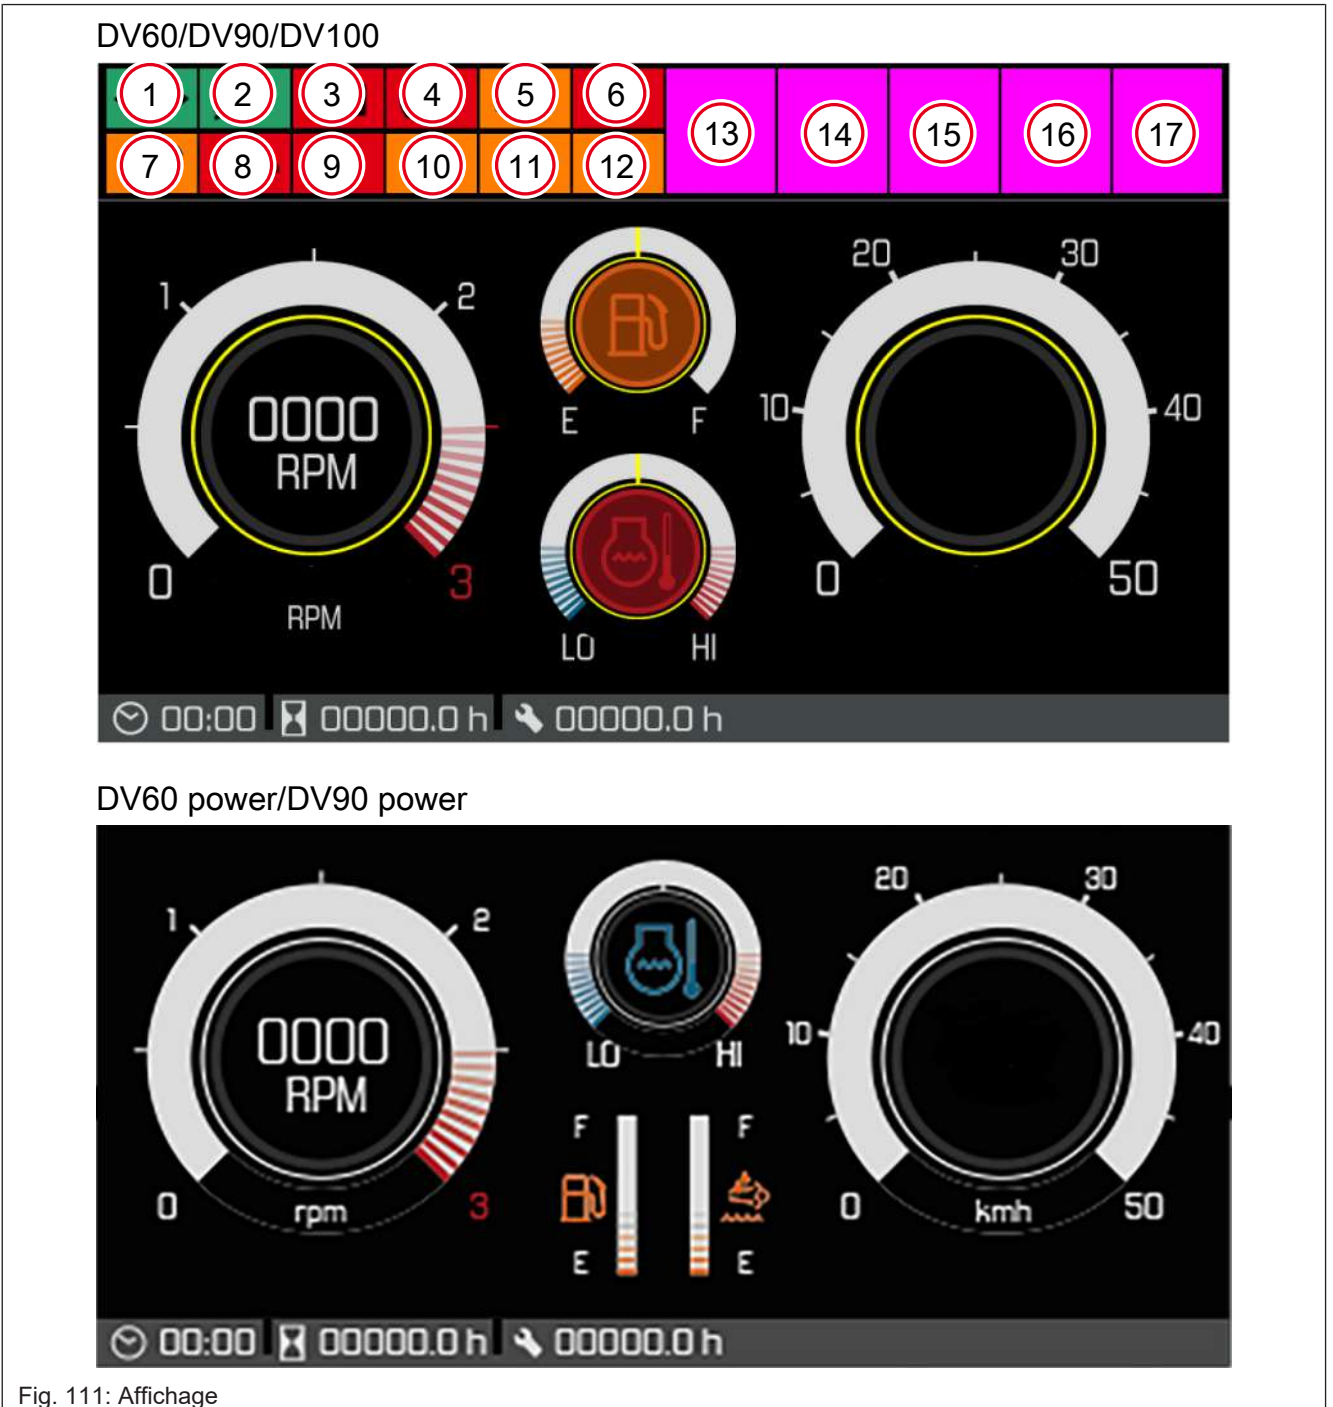 DV60/DV90/DV100
1 2 3 4 5 6
7 8 9 10 11 12
13 14 15 16 17
1 2
0000
RPM
0 3
RPM
E F
LO HI
20 30
10 40
0 50
00:00 00000.0 h 00000.0 h
DV60 power/DV90 power
1 2
0000
RPM
0 rpm 3
LO HI
F F
E E
20 30
10 40
0 kmh 50
00:00 00000.0 h 00000.0 h
Fig. 111: Affichage